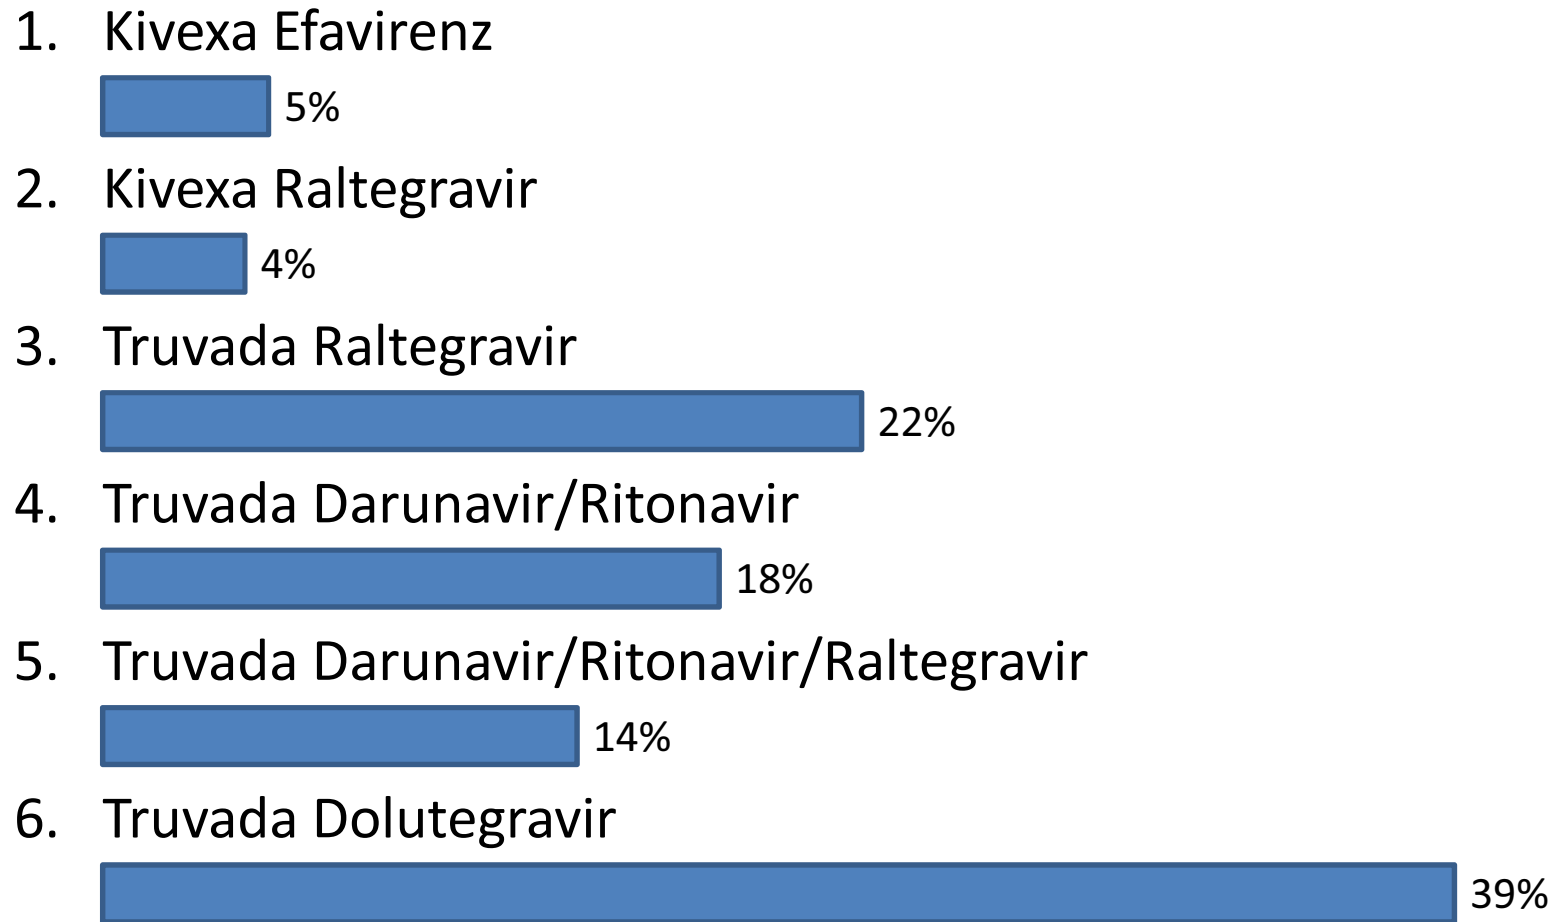 1. Kivexa Efavirenz
5%
2. Kivexa Raltegravir
4%
3. Truvada Raltegravir
22%
4. Truvada Darunavir/Ritonavir
18%
5. Truvada Darunavir/Ritonavir/Raltegravir
14%
6. Truvada Dolutegravir
39%